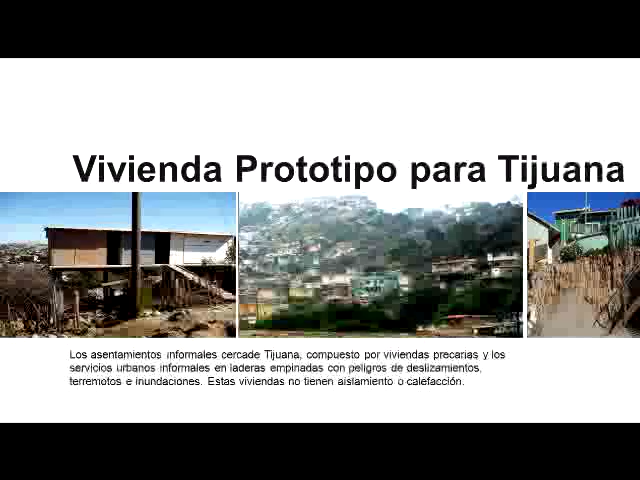 Vivienda Prototipo para Tijuana
Los asentamientos informales cercade Tijuana, compuesto por viviendas precarias y los
servicios urbanos informales en laderas empinadas con peligros de deslizamientos,
terremotos e inundaciones. Estas viviendas no tienen aislamiento o calefacción.